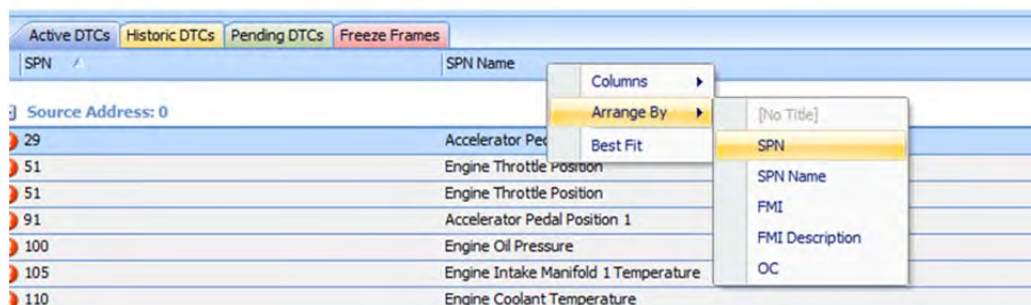 Active DTCs Historic DTCs Pending DTCs Freeze Frames
SPN SPN Name
Columns
Source Address: 0
Arrange By
[No Title]
29 Accelerator Ped
Best Fit
SPN
51 Engine Throttle Position
SPN Name
51 Engine Throttle Position
FMI
91 Accelerator Pedal Position 1
FMI Description
100 Engine Oil Pressure
OC
105 Engine Intake Manifold 1 Temperature
110 Engine Coolant Temperature